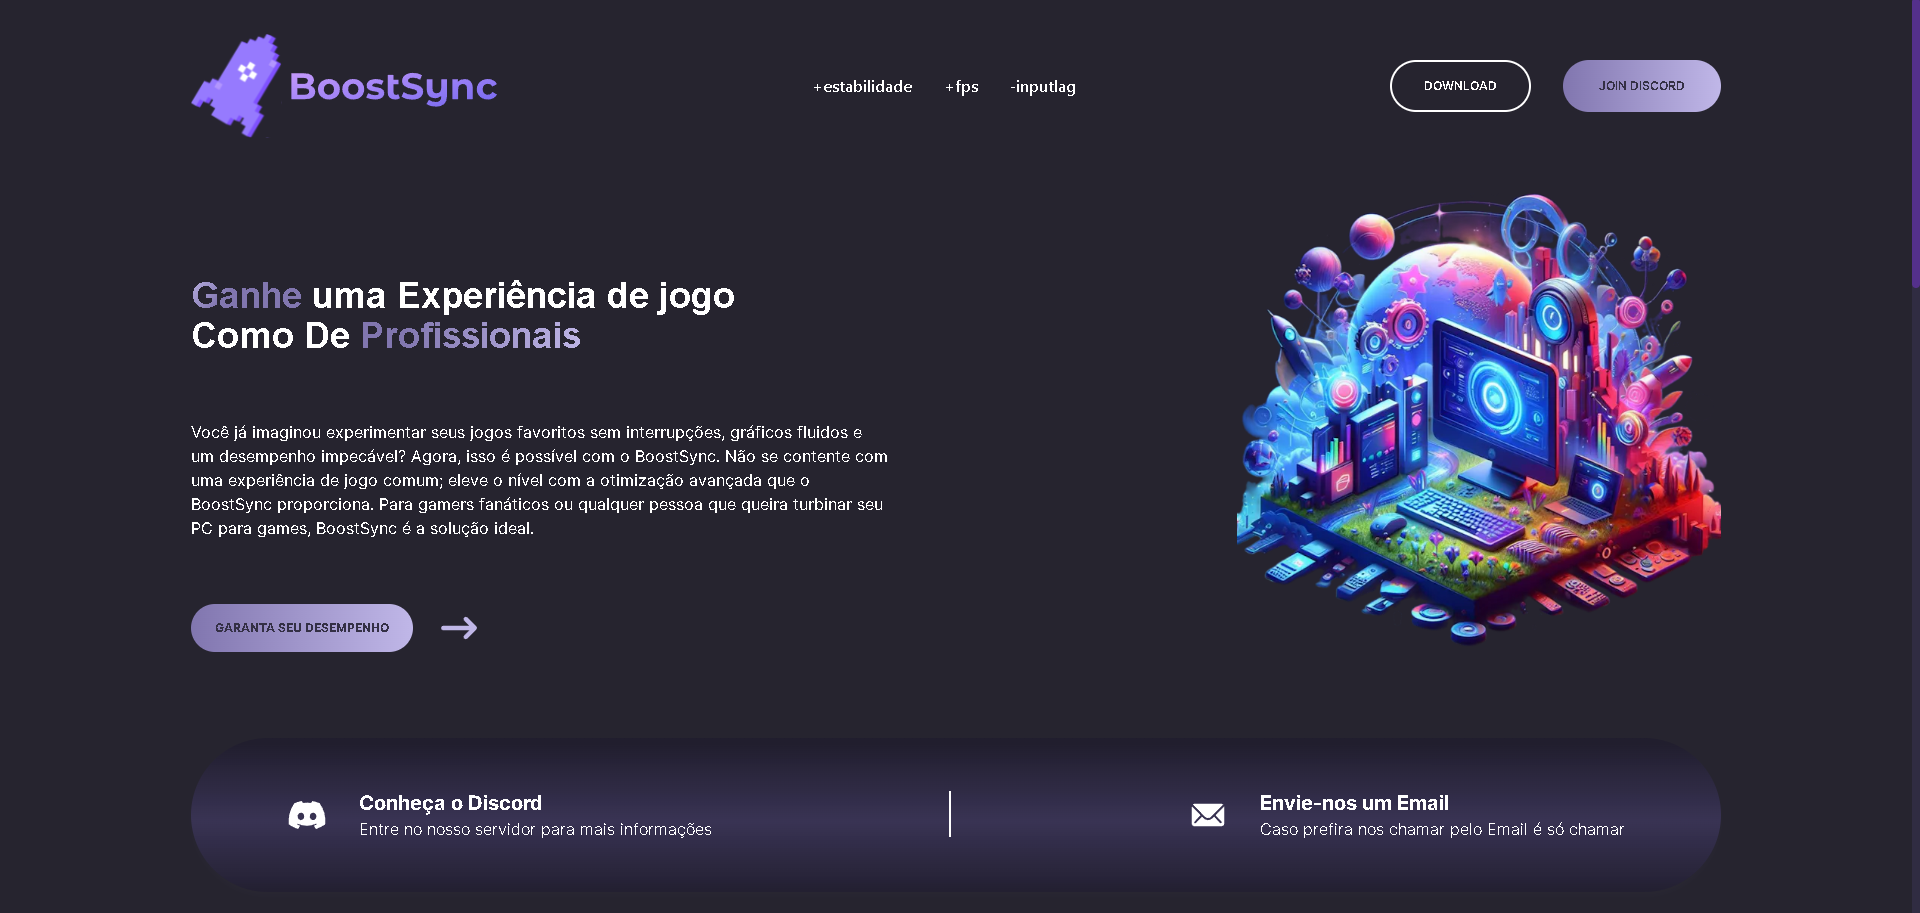 BoostSync
+estabilidade +fps -inputlag
DOWNLOAD
JOIN DISCORD
Ganhe uma Experiência de jogo
Como De Profissionais
Você já imaginou experimentar seus jogos favoritos sem interrupções, gráficos fluidos e
um desempenho impecável? Agora, isso é possível com o BoostSync. Não se contente com
uma experiência de jogo comum; eleve o nível com a otimização avançada que o
BoostSync proporciona. Para gamers fanáticos ou qualquer pessoa que queira turbinar seu
PC para games, BoostSync é a solução ideal.
GARANTA SEU DESEMPENHO
Conheça o Discord
Entre no nosso servidor para mais informações
Envie-nos um Email
Caso prefira nos chamar pelo Email é só chamar